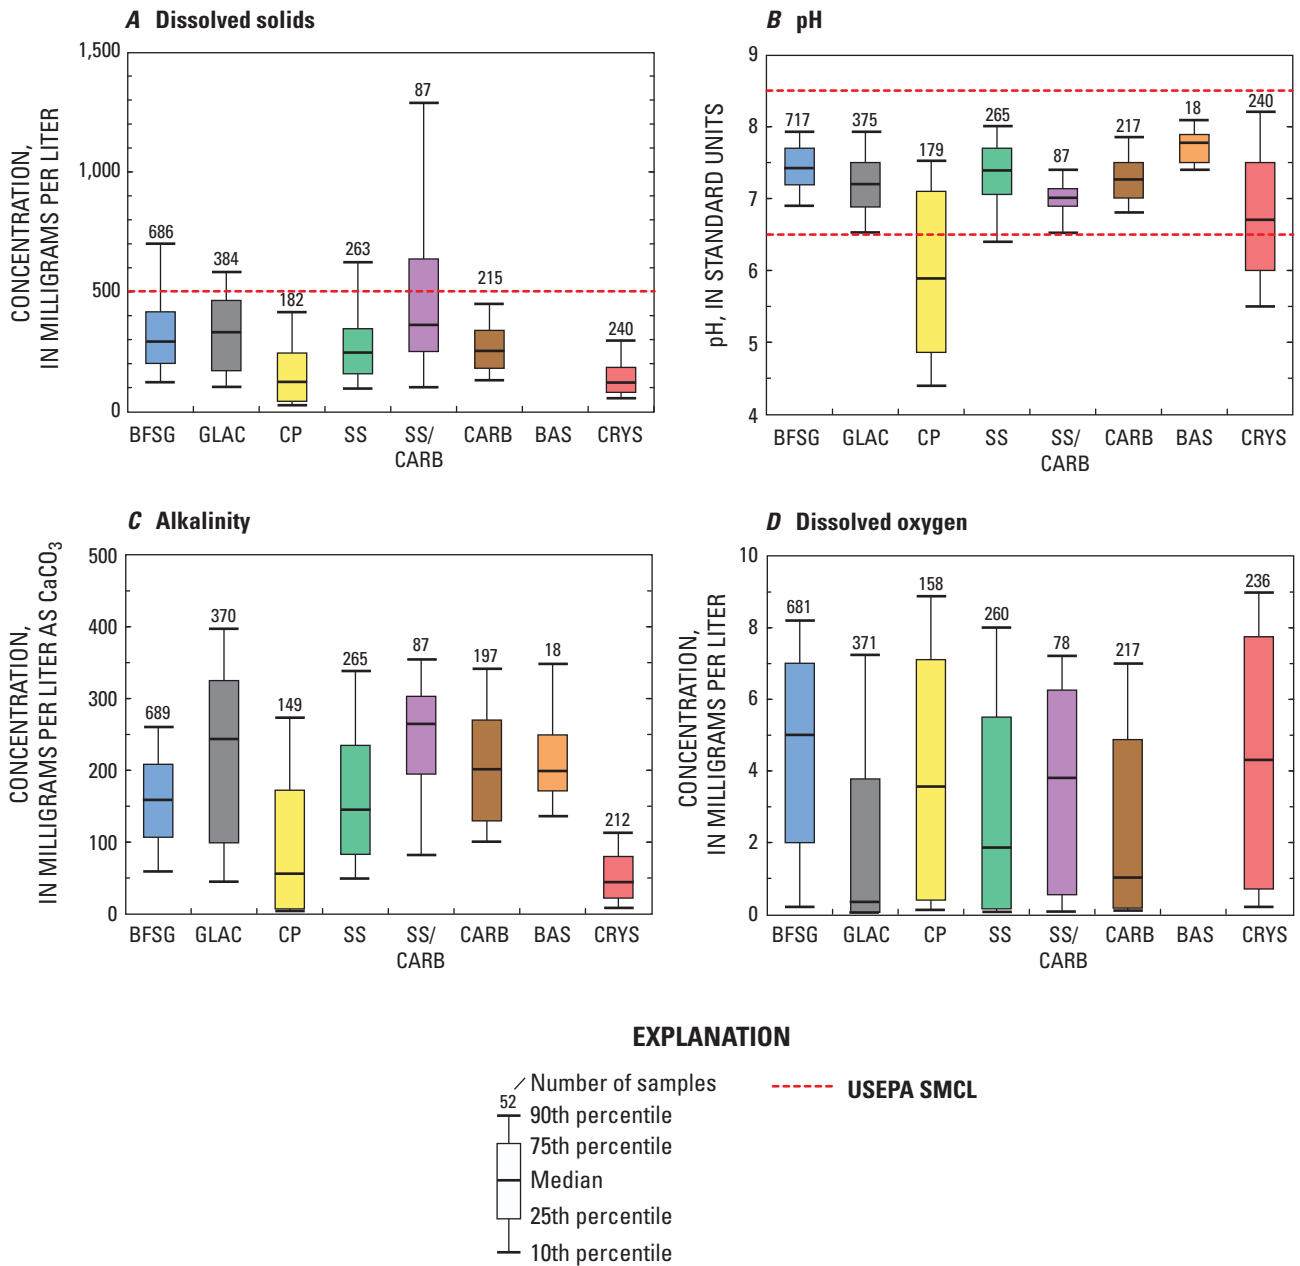 A Dissolved solids
CONCENTRATION,
IN MILLIGRAMS PER LITER
1,500
1,000
500
0
686
384
182
263
87
215
240
BFSG GLAC CP SS SS/ CARB BAS CRYS
CARB
B pH
pH, IN STANDARD UNITS
9
8
7
6
5
4
717
375
179
265
87
217
18
240
BFSG GLAC CP SS SS/ CARB BAS CRYS
CARB
C Alkalinity
CONCENTRATION,
IN MILLIGRAMS PER LITER AS CaCO3
500
400
300
200
100
0
689
370
149
265
87
197
18
212
BFSG GLAC CP SS SS/ CARB BAS CRYS
CARB
D Dissolved oxygen
CONCENTRATION,
IN MILLIGRAMS PER LITER
10
8
6
4
2
0
681
371
158
260
78
217
236
BFSG GLAC CP SS SS/ CARB BAS CRYS
CARB
EXPLANATION
Number of samples
52
90th percentile
75th percentile
Median
25th percentile
10th percentile
USEPA SMCL